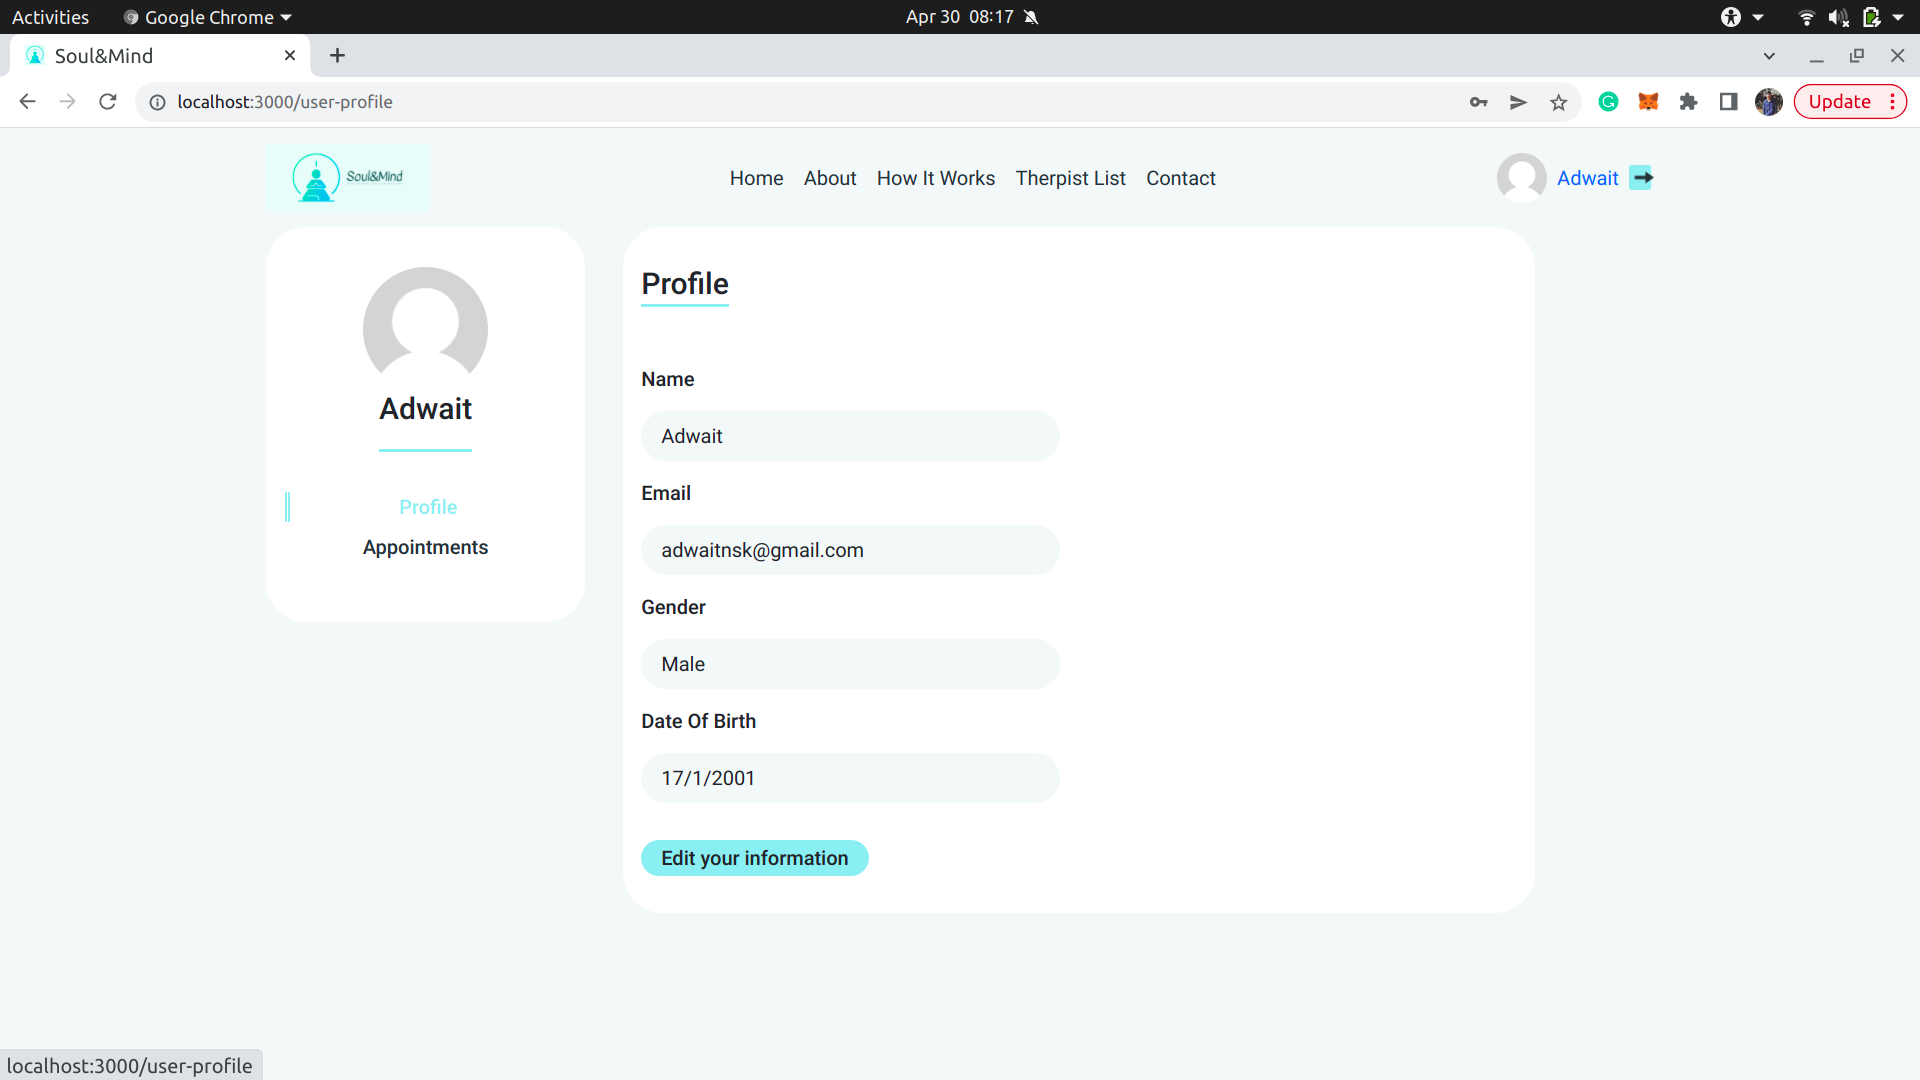 Activities Google Chrome Apr 30 08:17
Soul&Mind
localhost:3000/user-profile Update
Soul&Mind Home About How It Works Therpist List Contact Adwait
Adwait
Profile
Appointments
Profile
Name
Adwait
Email
adwaitnsk@gmail.com
Gender
Male
Date Of Birth
17/1/2001
Edit your information
localhost:3000/user-profile